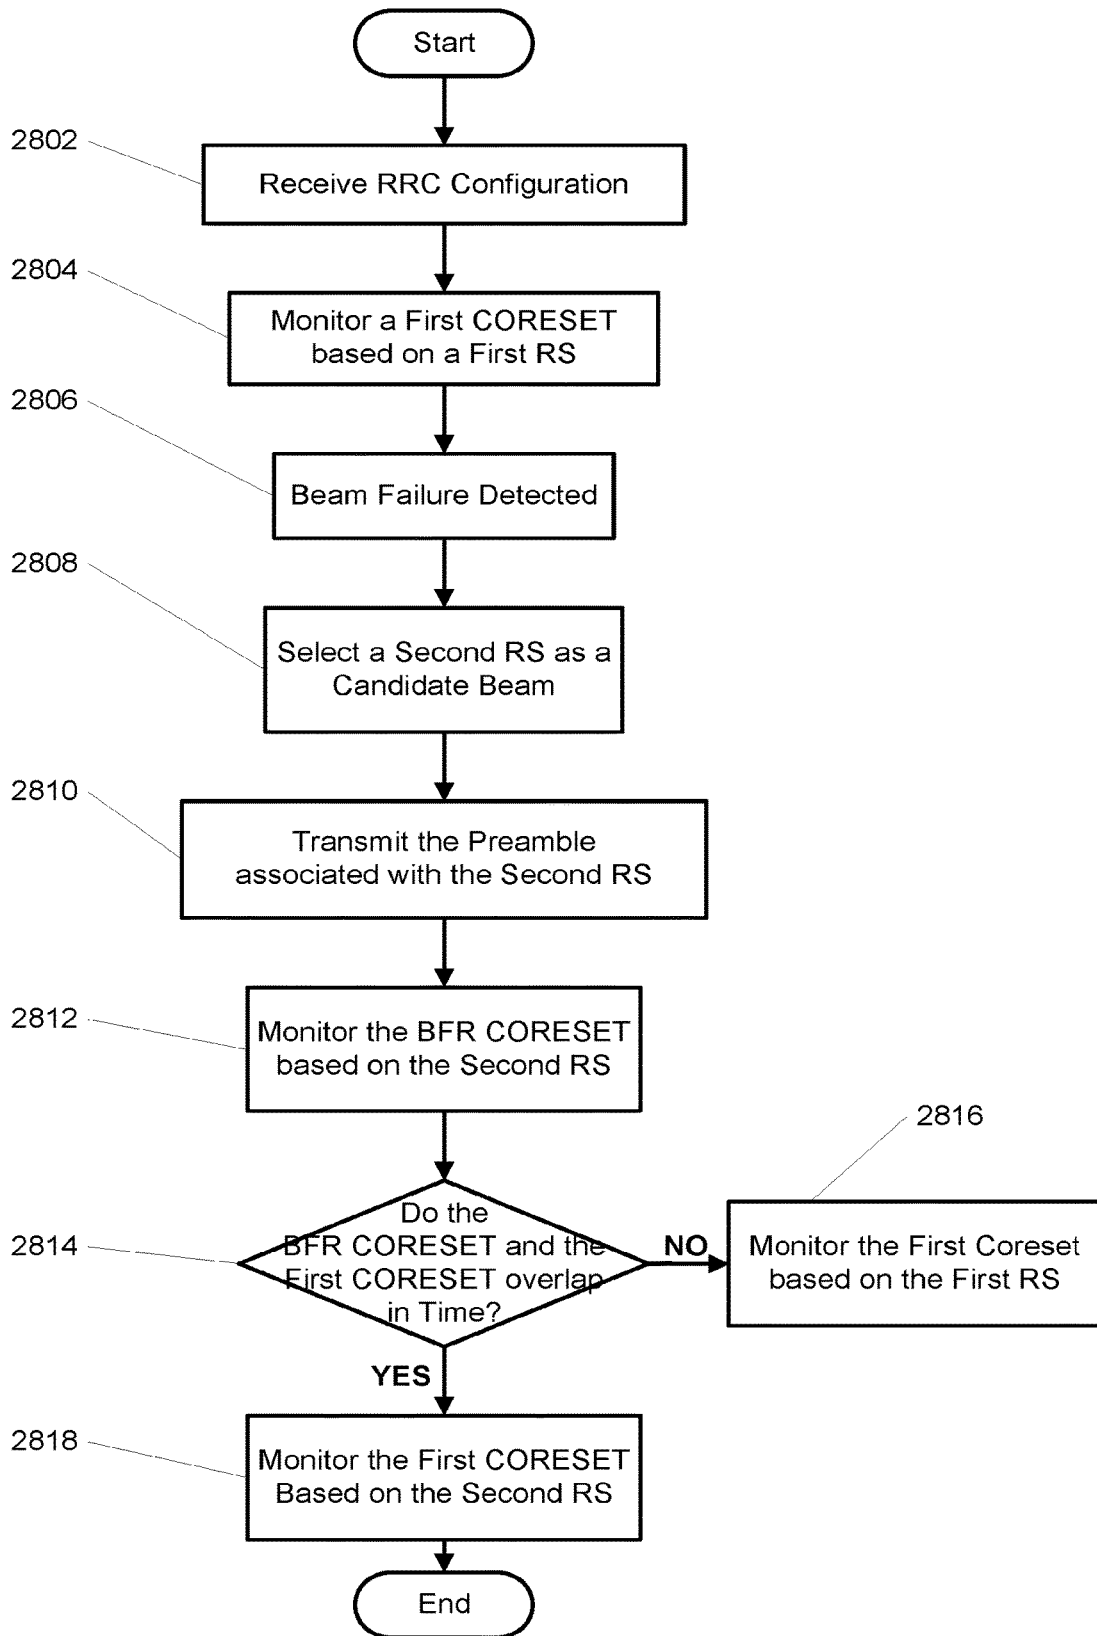 Start
2802
Receive RRC Configuration
2804
Monitor a First CORESET
based on a First RS
2806
Beam Failure Detected
2808
Select a Second RS as a
Candidate Beam
2810
Transmit the Preamble
associated with the Second RS
2812
Monitor the BFR CORESET
based on the Second RS
2814
Do the
BFR CORESET and the
First CORESET overlap
in Time?
NO
2816
Monitor the First Coreset
based on the First RS
YES
2818
Monitor the First CORESET
Based on the Second RS
End